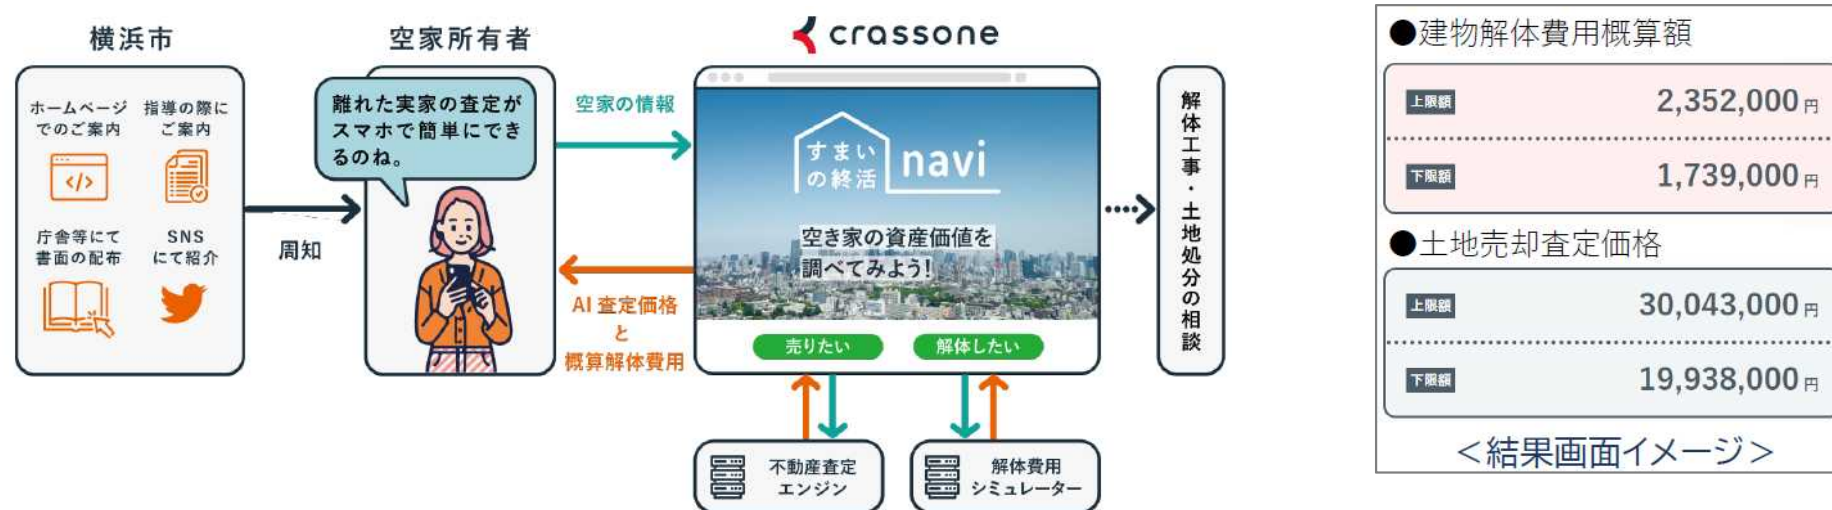 横浜市
ホームページ
でのご案内
指導の際に
ご案内
</>
庁舎等にて
書面の配布
SNS
にて紹介
周知
空家所有者
離れた実家の査定が
スマホで簡単にでき
るのね。
空家の情報
AI 査定価格
と
概算解体費用
crassone
すまい
の終活
navi
空き家の資産価値を
調べてみよう!
売りたい
解体したい
不動産査定
エンジン
解体費用
シミュレーター
解体工事・土地処分の相談
●建物解体費用概算額
上限額 2,352,000円
下限額 1,739,000円
●土地売却査定価格
上限額 30,043,000円
下限額 19,938,000円
＜結果画面イメージ＞